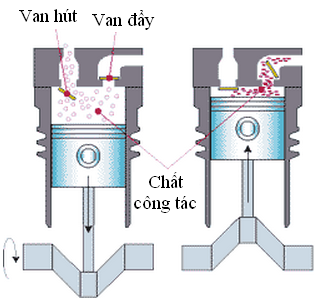 Van hút
Van đẩy
Chất
công tác